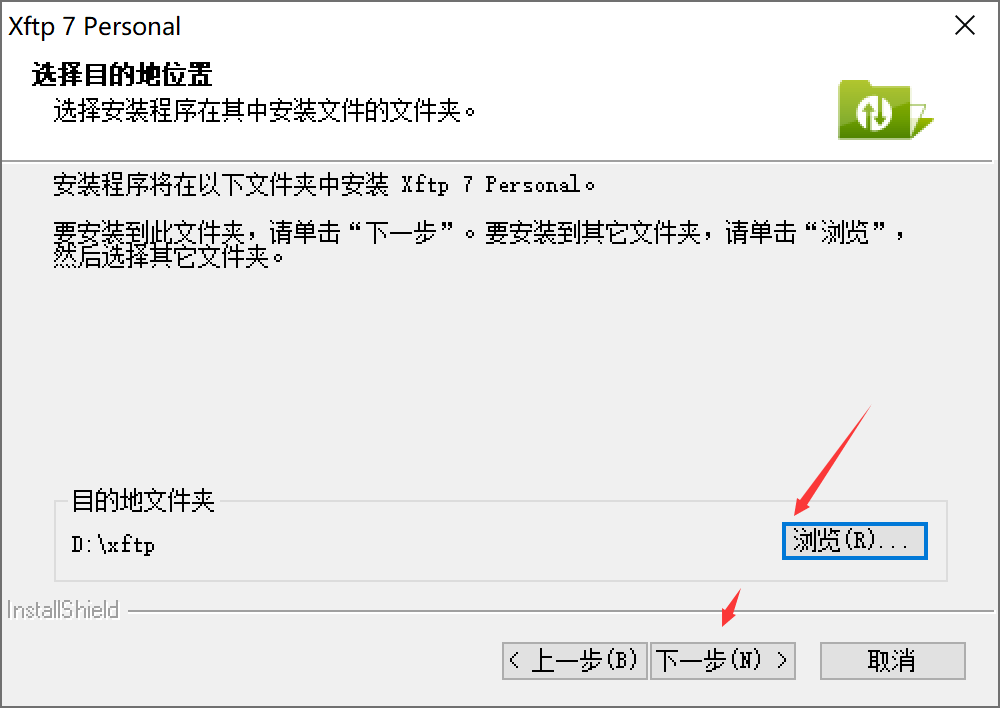 Xftp 7 Personal
选择目的地位置
选择安装程序在其中安装文件的文件夹。
安装程序将在以下文件夹中安装 Xftp 7 Personal。
要安装到此文件夹，请单击“下一步”。要安装到其它文件夹，请单击“浏览”，
然后选择其它文件夹。
目的地文件夹
D:\xftp
浏览(R)...
InstallShield
< 上一步(B)
下一步(N) >
取消